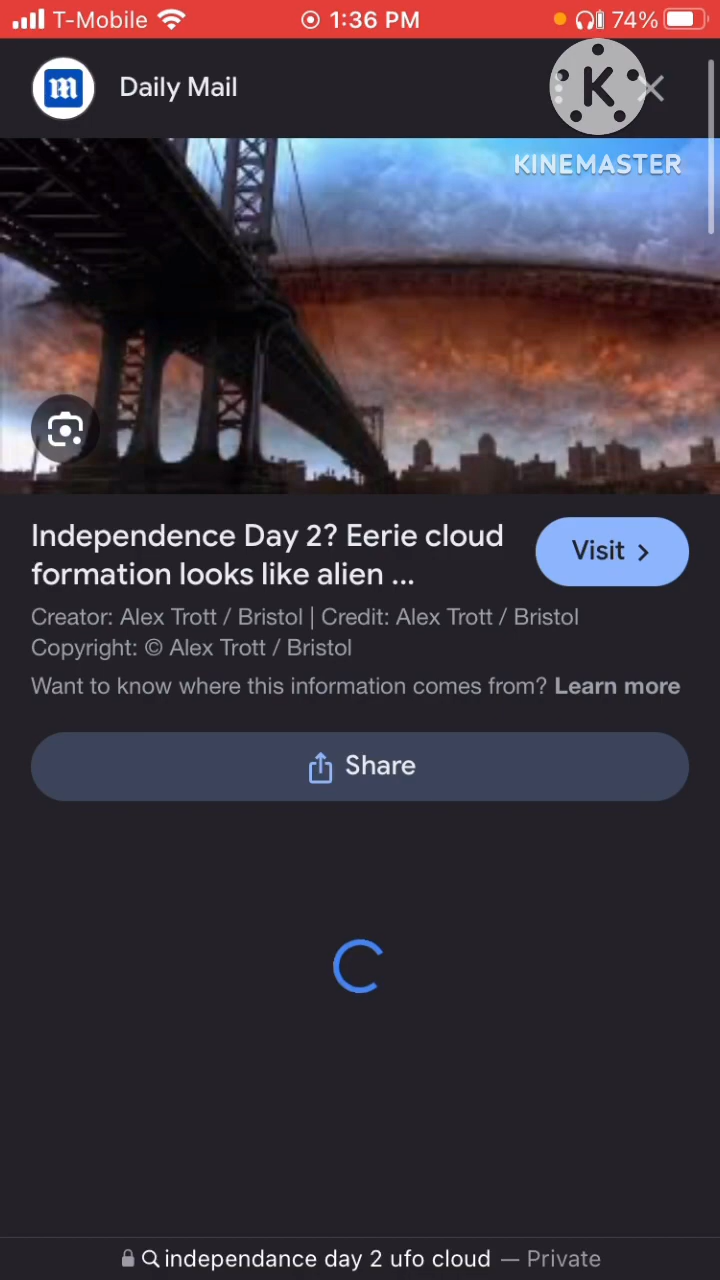 T-Mobile 1:36 PM 74%
Daily Mail
K
KINEMASTER
Independence Day 2? Eerie cloud
formation looks like alien ...
Visit
Creator: Alex Trott / Bristol | Credit: Alex Trott / Bristol
Copyright: © Alex Trott / Bristol
Want to know where this information comes from? Learn more
Share
independance day 2 ufo cloud — Private